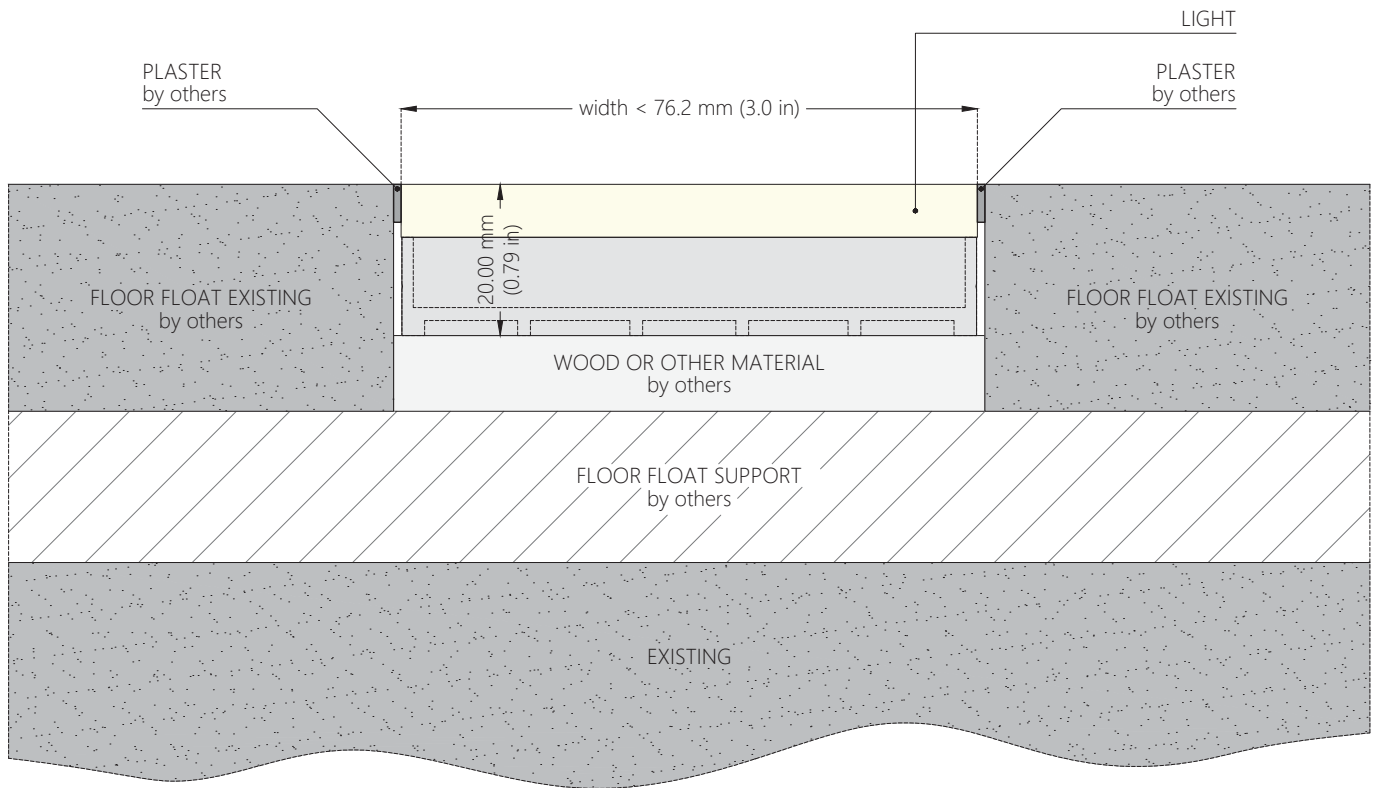 LIGHT
PLASTER
by others
PLASTER
by others
width < 76.2 mm (3.0 in)
20.00 mm
(0.79 in)
FLOOR FLOAT EXISTING
by others
FLOOR FLOAT EXISTING
by others
WOOD OR OTHER MATERIAL
by others
FLOOR FLOAT SUPPORT
by others
EXISTING